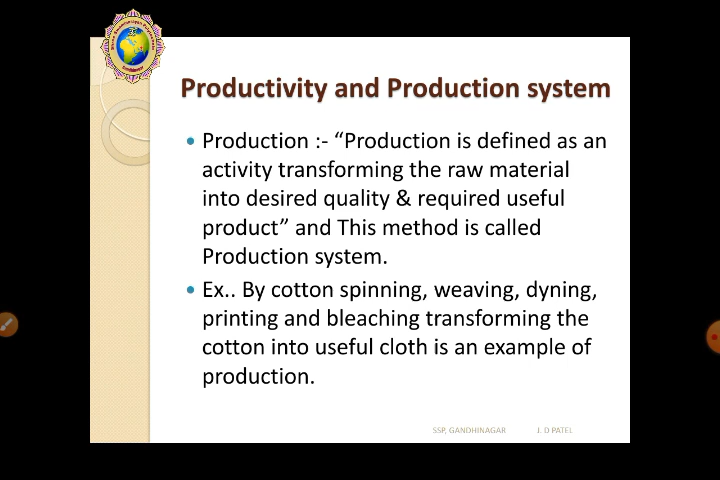 Productivity and Production system
Production :- “Production is defined as an
activity transforming the raw material
into desired quality & required useful
product” and This method is called
Production system.
Ex.. By cotton spinning, weaving, dyning,
printing and bleaching transforming the
cotton into useful cloth is an example of
production.
SSP, GANDHINAGAR J. D PATEL